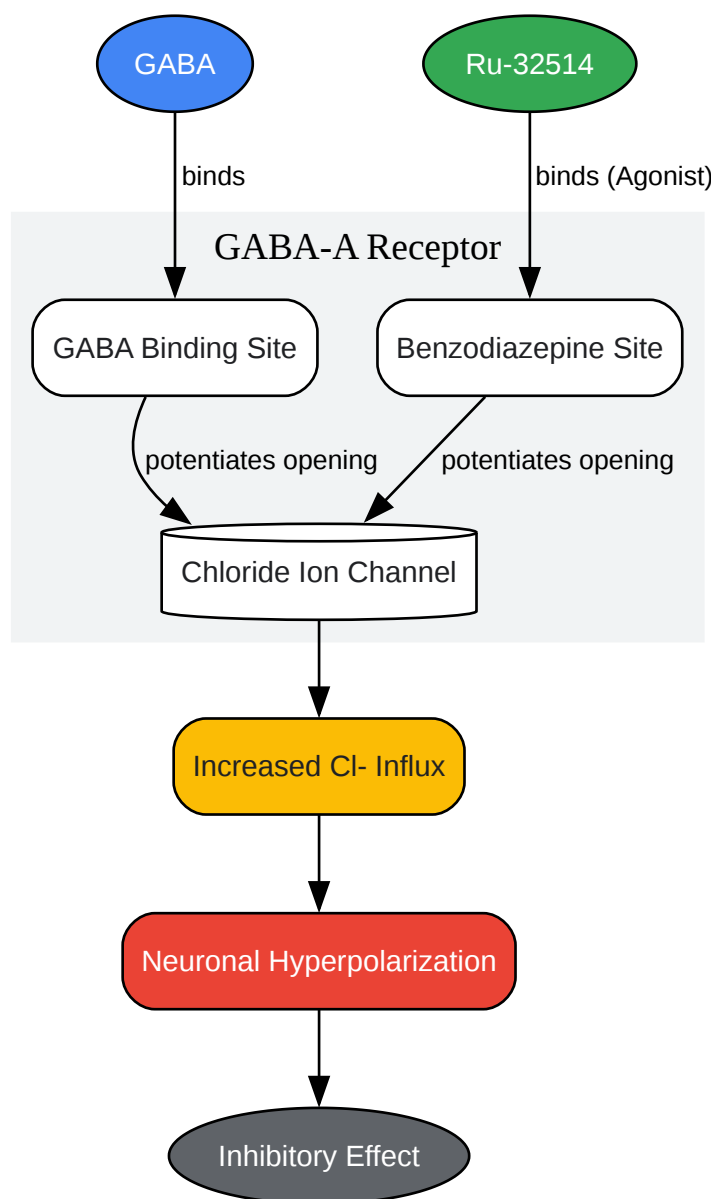 GABA
Ru-32514
binds
binds (Agonist)
GABA-A Receptor
GABA Binding Site
Benzodiazepine Site
potentiates opening
potentiates opening
Chloride Ion Channel
Increased Cl- Influx
Neuronal Hyperpolarization
Inhibitory Effect